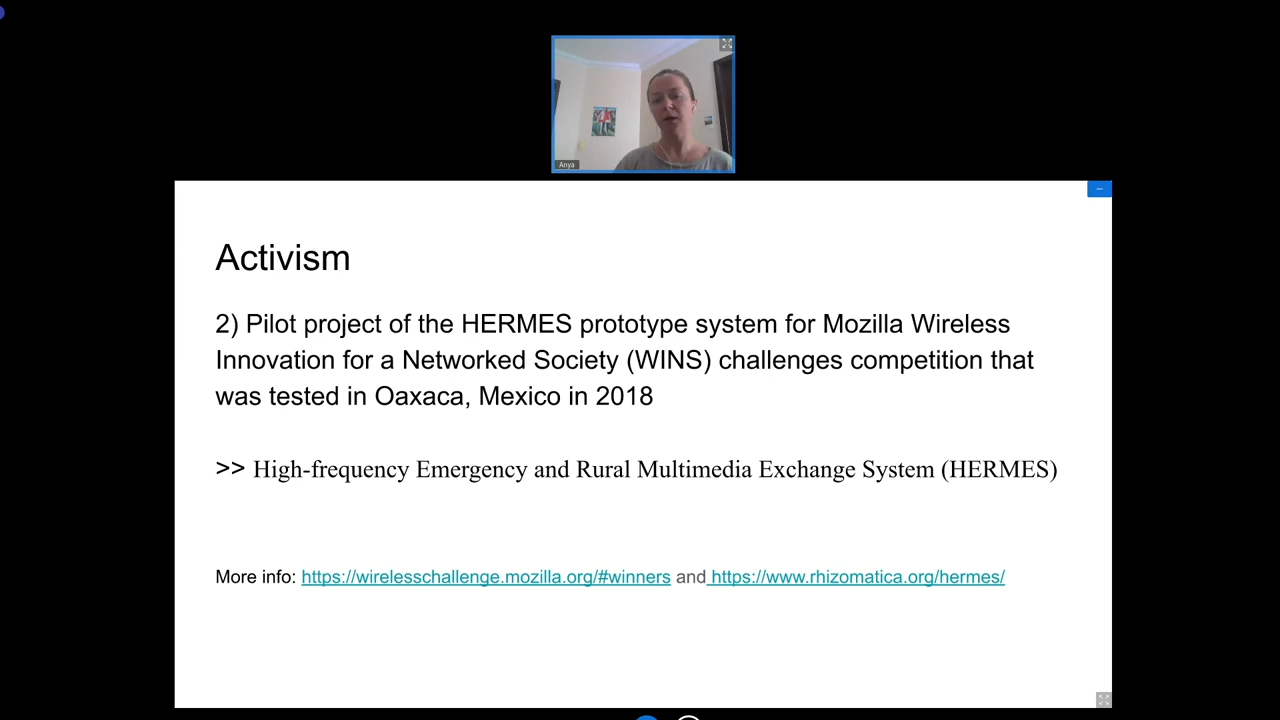 Anya
Activism
2) Pilot project of the HERMES prototype system for Mozilla Wireless
Innovation for a Networked Society (WINS) challenges competition that
was tested in Oaxaca, Mexico in 2018
>> High-frequency Emergency and Rural Multimedia Exchange System (HERMES)
More info: https://wirelesschallenge.mozilla.org/#winners and https://www.rhizomatica.org/hermes/